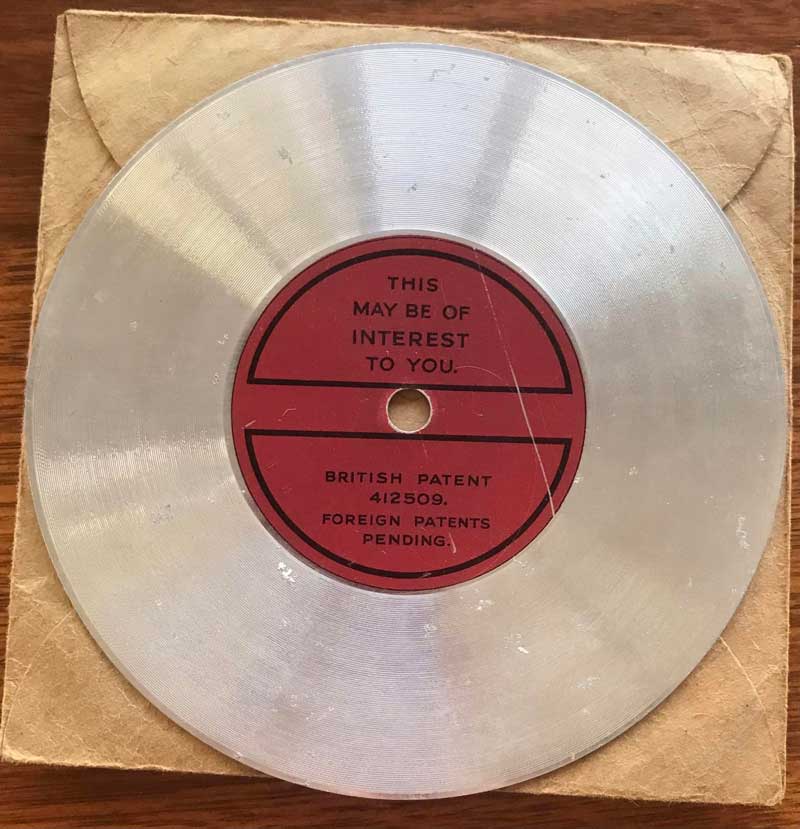 THIS
MAY BE OF
INTEREST
TO YOU.
BRITISH PATENT
412509.
FOREIGN PATENTS
PENDING.